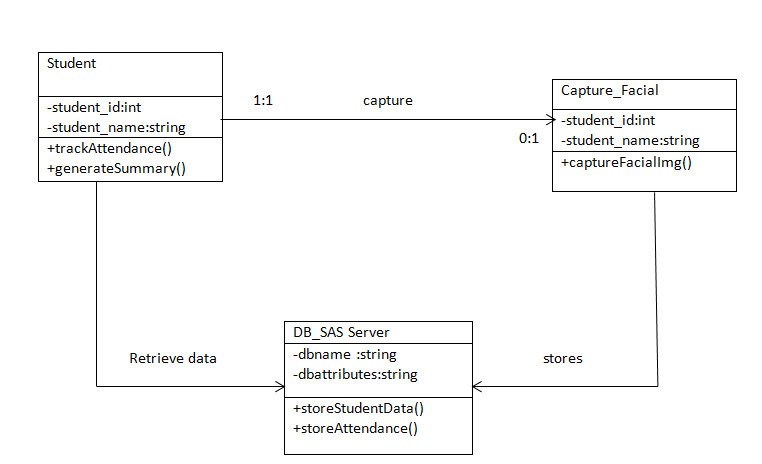 Student
-student_id:int
-student_name:string
+trackAttendance()
+generateSummary()
1:1
capture
0:1
Capture_Facial
-student_id:int
-student_name:string
+captureFacialImg()
Retrieve data
DB_SAS Server
-dbname :string
-dbattributes:string
+storeStudentData()
+storeAttendance()
stores